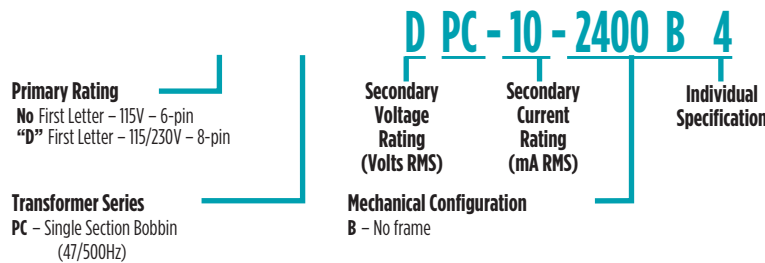 D PC - 10 - 2400 B 4
Primary Rating
No First Letter – 115V – 6-pin
“D” First Letter – 115/230V – 8-pin
Secondary
Voltage
Rating
(Volts RMS)
Secondary
Current
Rating
(mA RMS)
Individual
Specification
Transformer Series
PC – Single Section Bobbin
(47/500Hz)
Mechanical Configuration
B – No frame